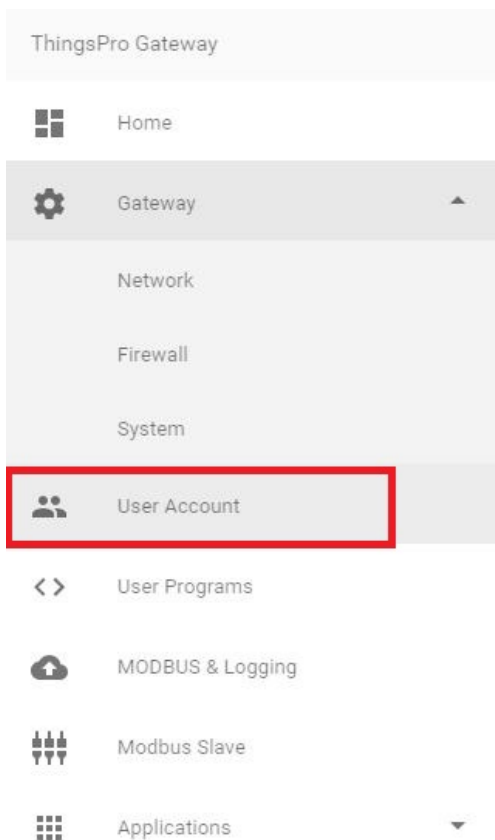 ThingsPro Gateway
Home
Gateway
Network
Firewall
System
User Account
User Programs
MODBUS & Logging
Modbus Slave
Applications